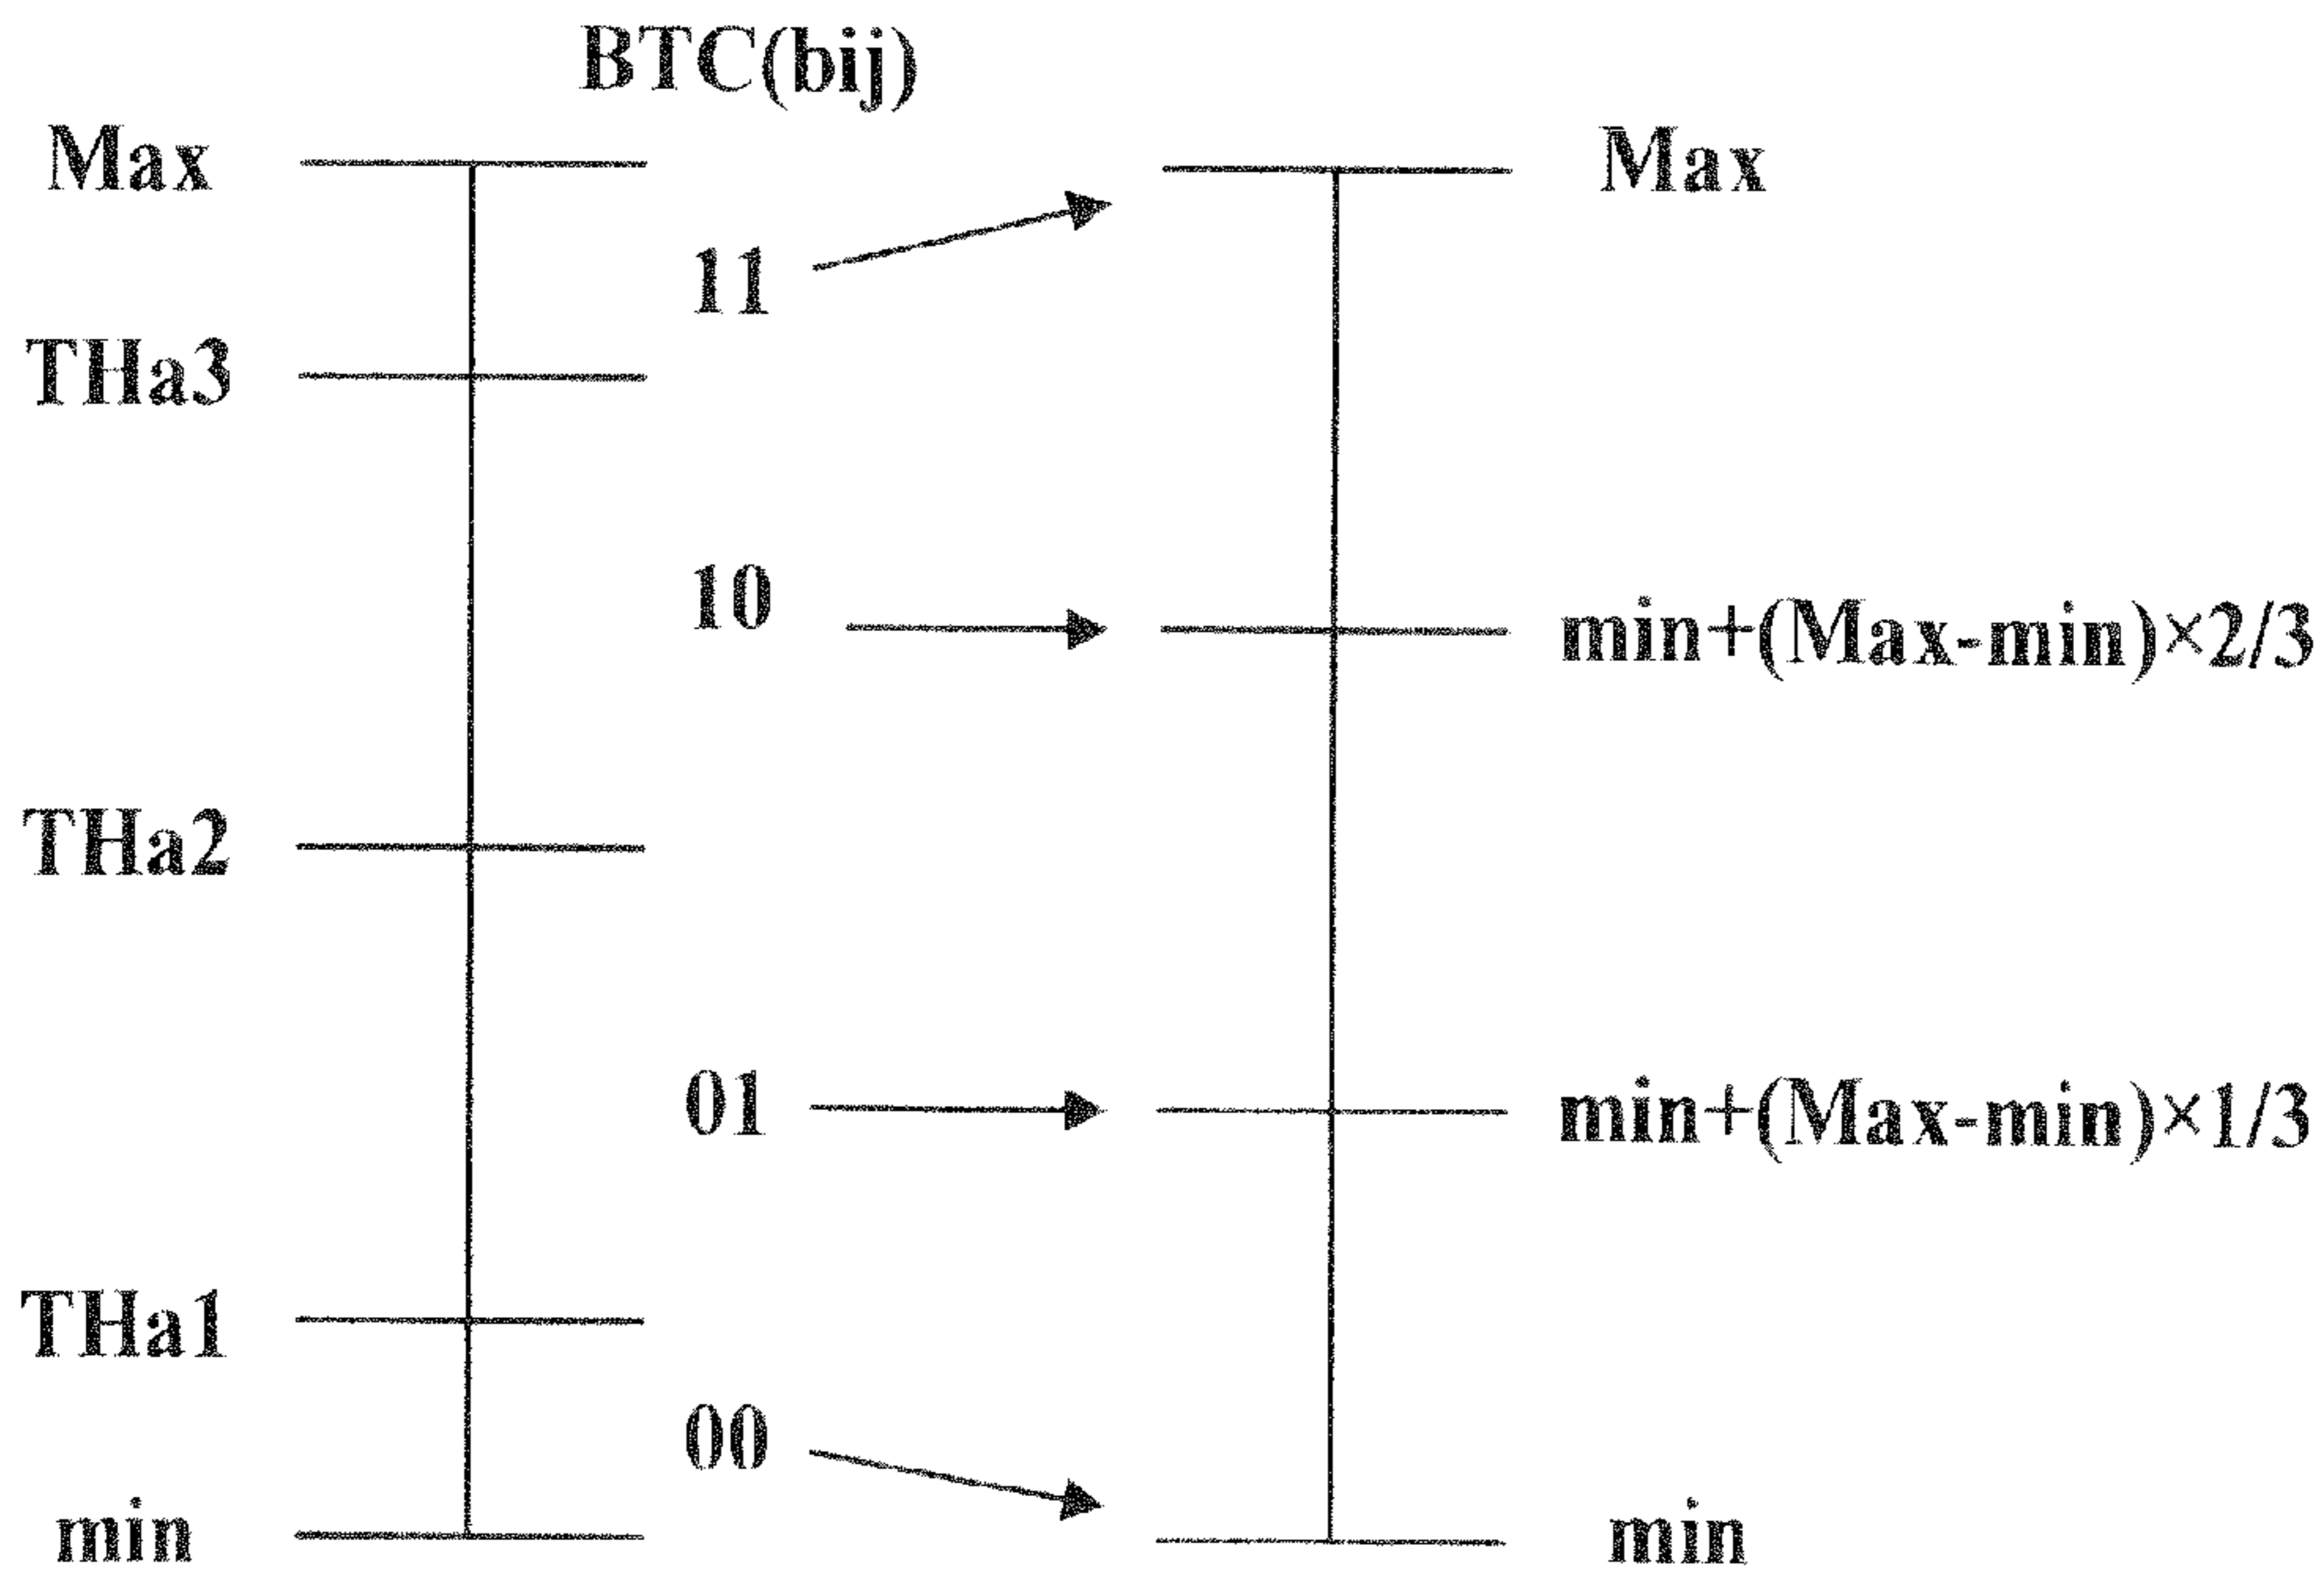 BTC(bij)
Max
Max
11
THa3
10
min+(Max-min)×2/3
THa2
01
min+(Max-min)×1/3
THa1
00
min
min